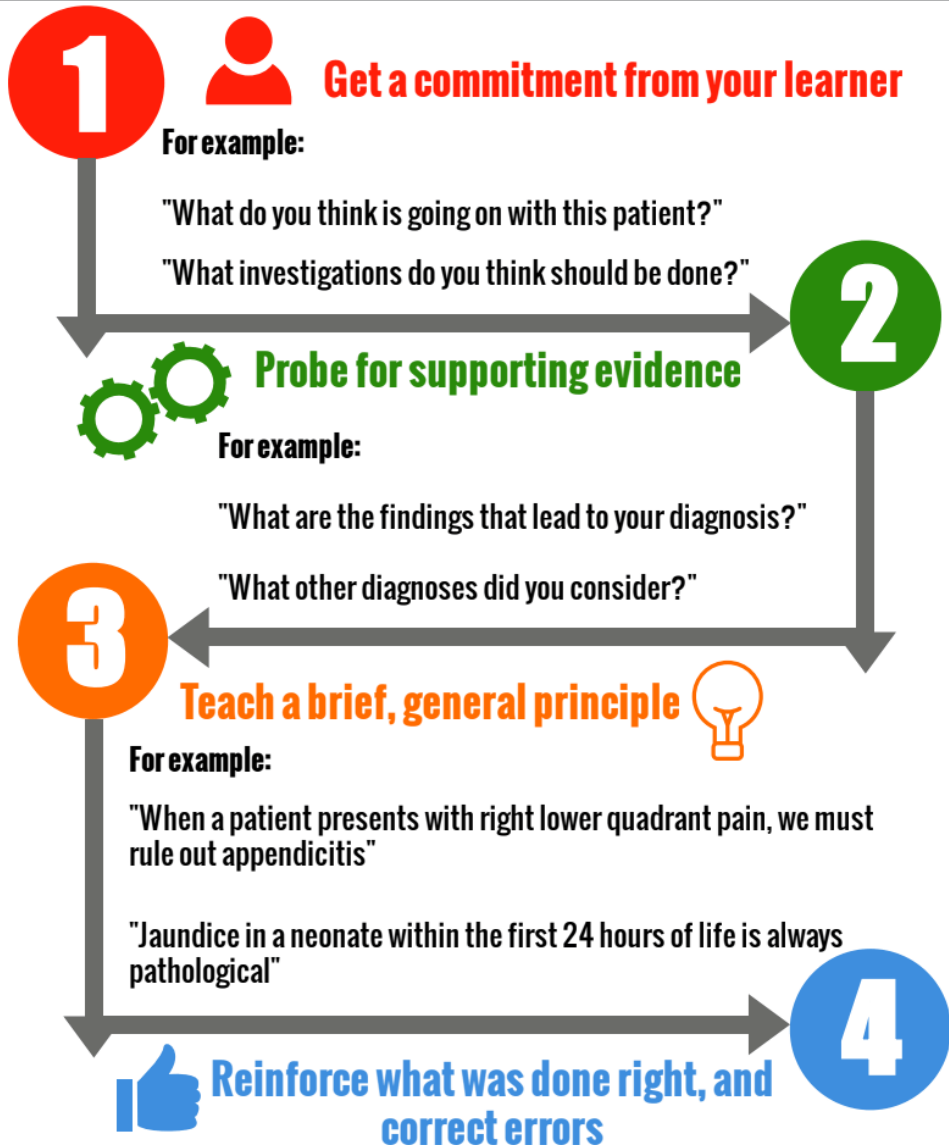 1
Get a commitment from your learner
For example:
"What do you think is going on with this patient?"
"What investigations do you think should be done?"
2
Probe for supporting evidence
For example:
"What are the findings that lead to your diagnosis?"
"What other diagnoses did you consider?"
3
Teach a brief, general principle
For example:
"When a patient presents with right lower quadrant pain, we must
rule out appendicitis"
"Jaundice in a neonate within the first 24 hours of life is always
pathological"
4
Reinforce what was done right, and
correct errors